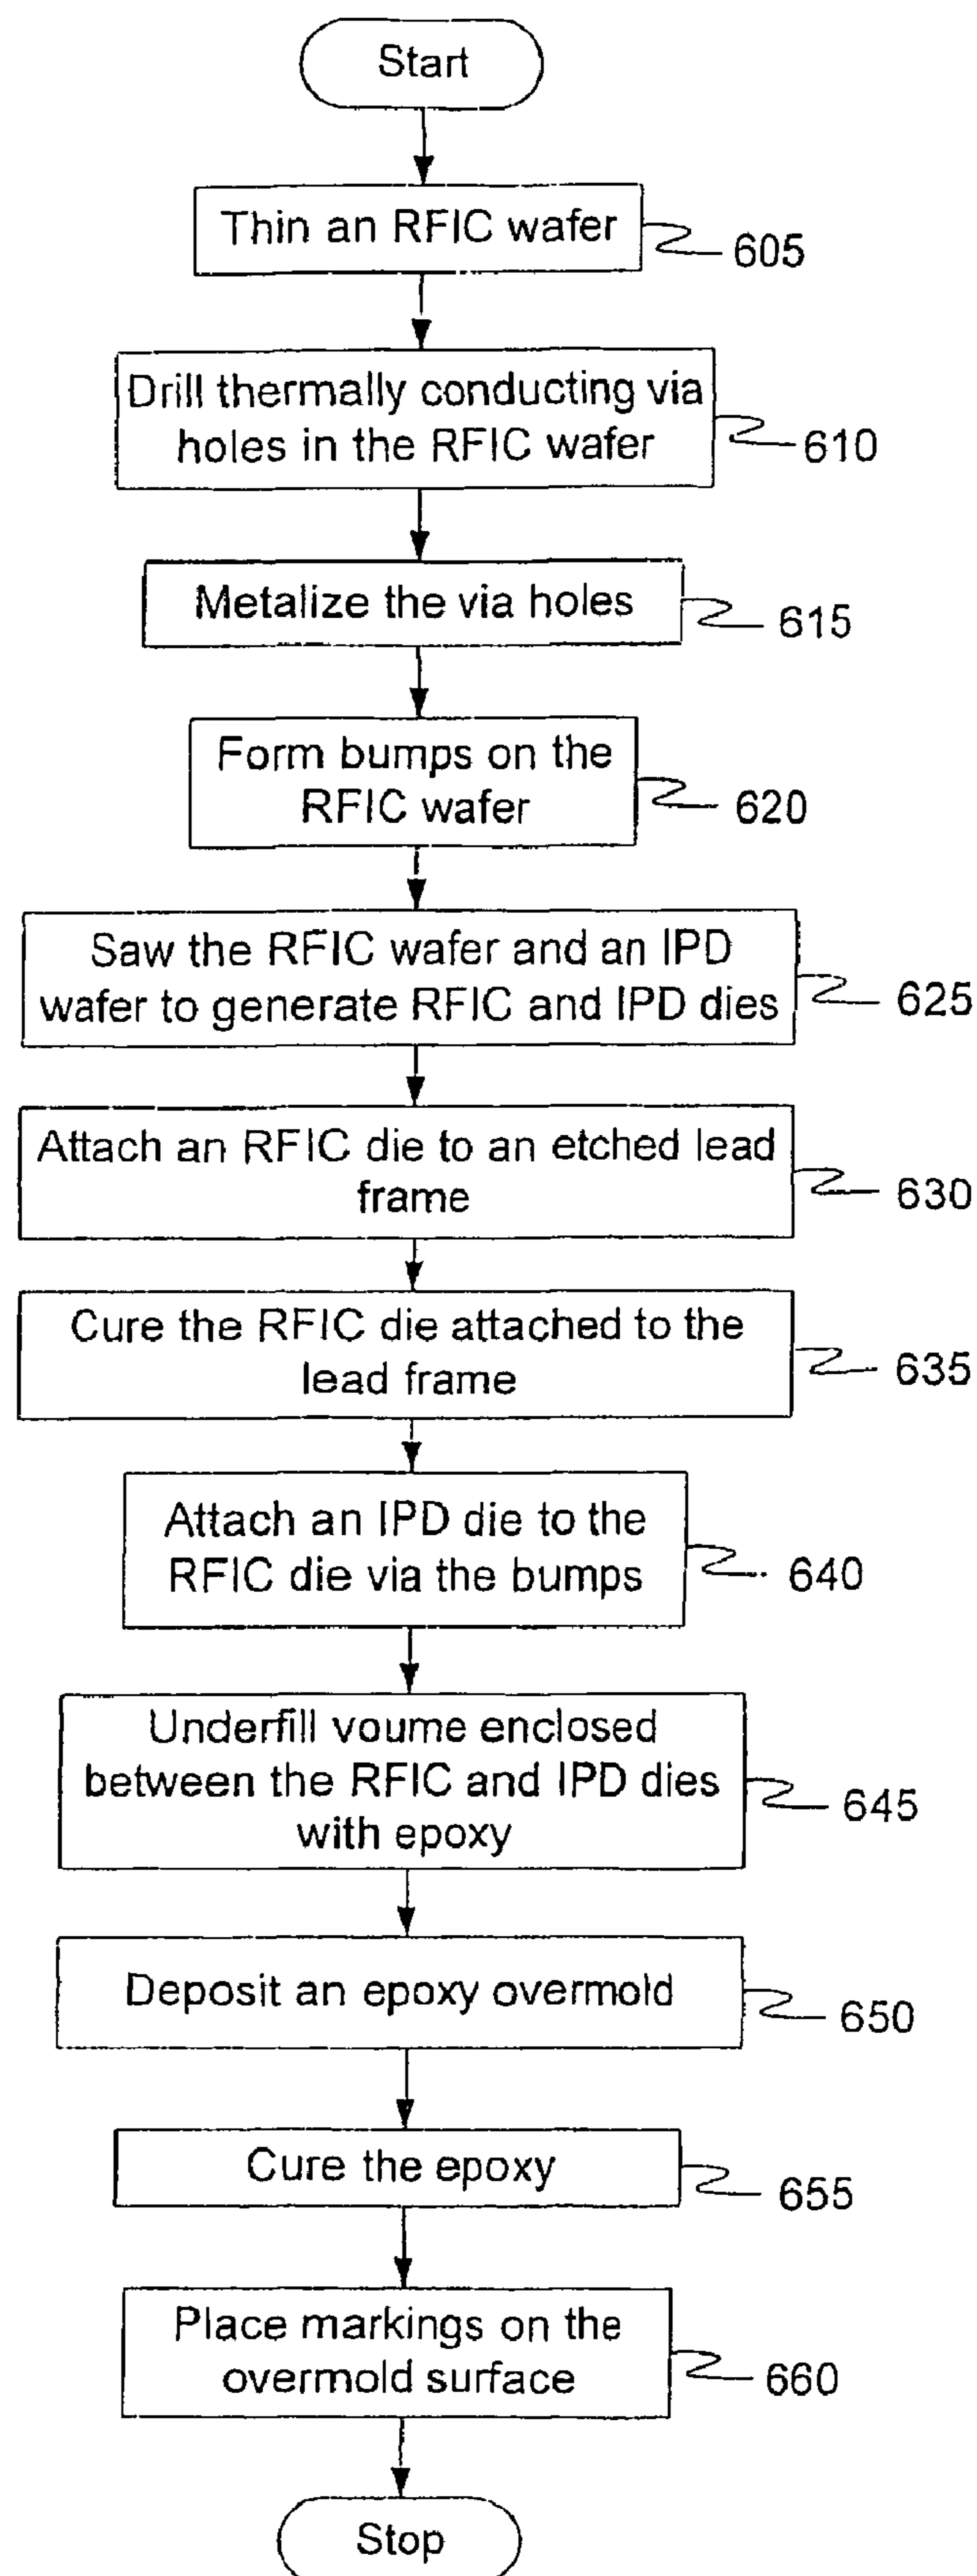 Start
Thin an RFIC wafer
605
Drill thermally conducting via
holes in the RFIC wafer
610
Metalize the via holes
615
Form bumps on the
RFIC wafer
620
Saw the RFIC wafer and an IPD
wafer to generate RFIC and IPD dies
625
Attach an RFIC die to an etched lead
frame
630
Cure the RFIC die attached to the
lead frame
635
Attach an IPD die to the
RFIC die via the bumps
640
Underfill voume enclosed
between the RFIC and IPD dies
with epoxy
645
Deposit an epoxy overmold
650
Cure the epoxy
655
Place markings on the
overmold surface
660
Stop